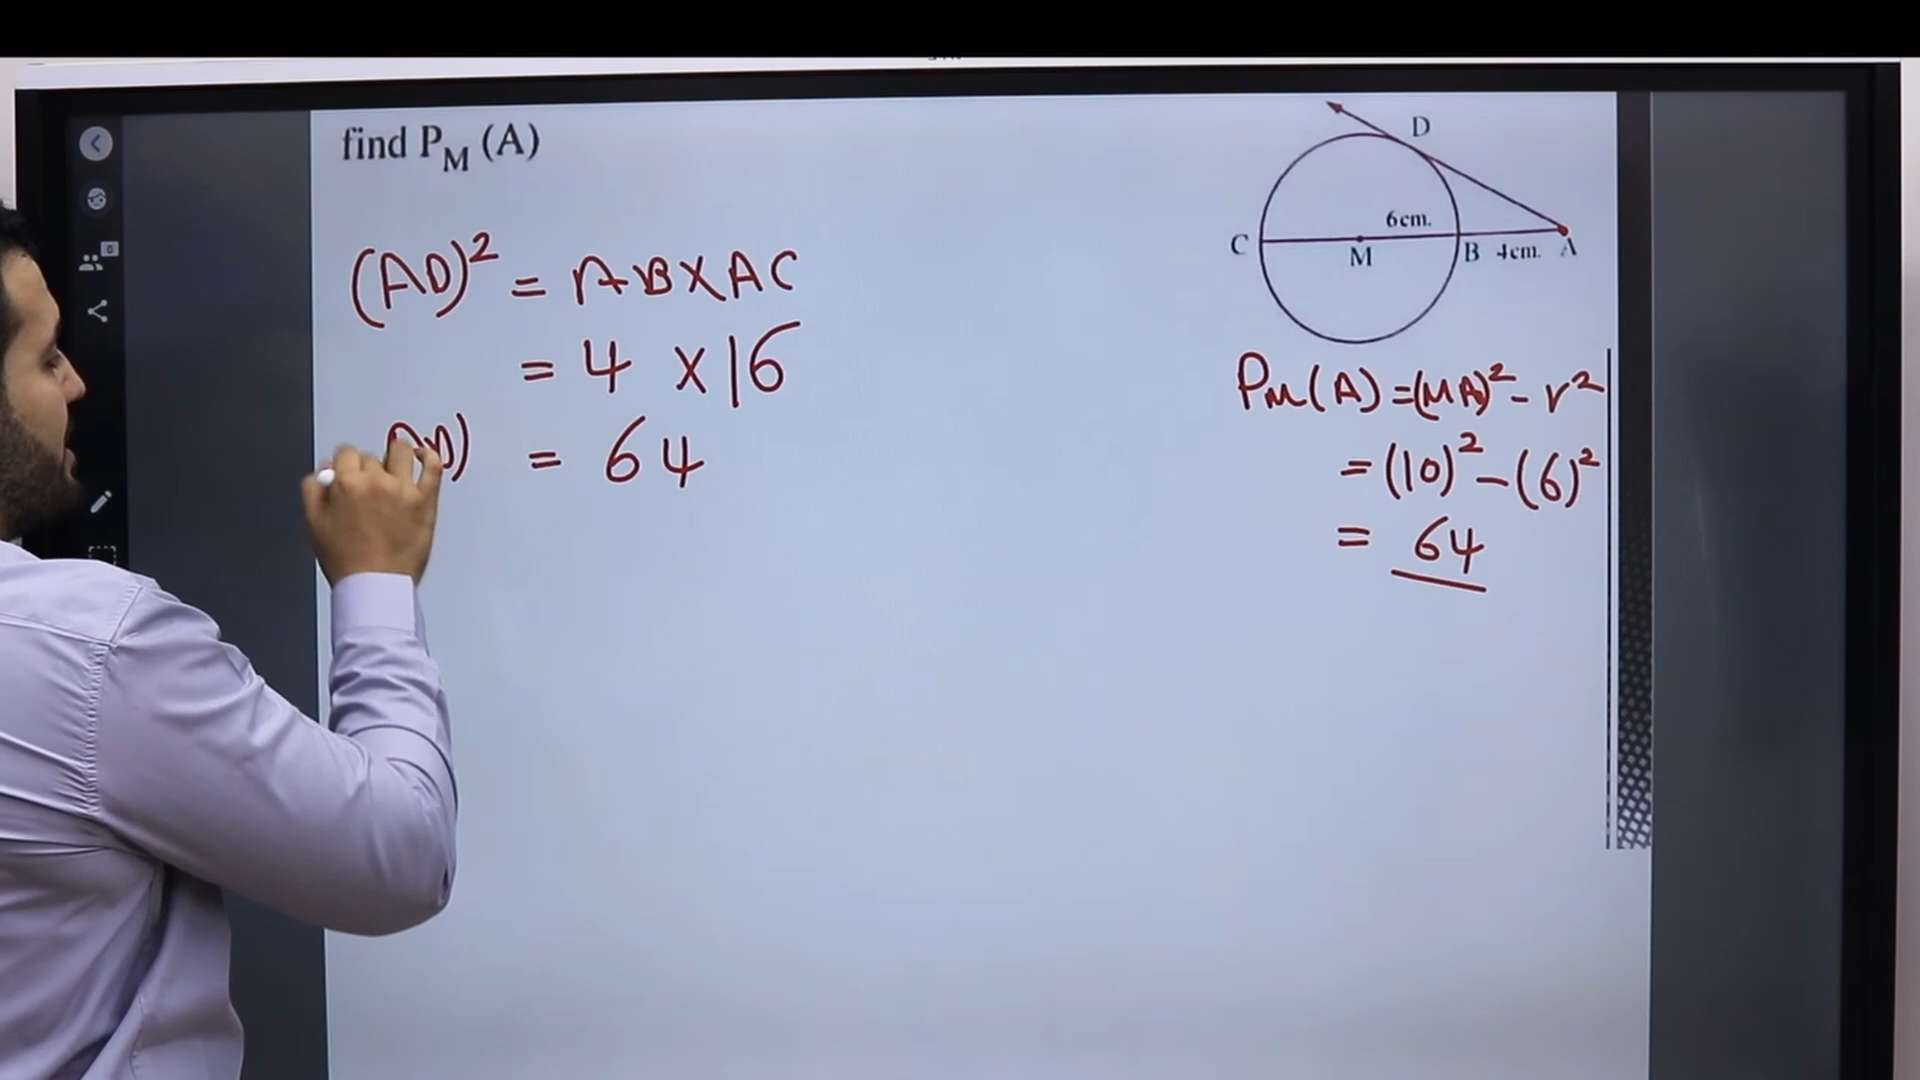 find P_M (A)
(AD)² = AB X AC
= 4 X 16
= 64
D
6cm.
C
M
B 4cm. A
P_M(A) = (MA)² - r²
= (10)² - (6)²
= 64